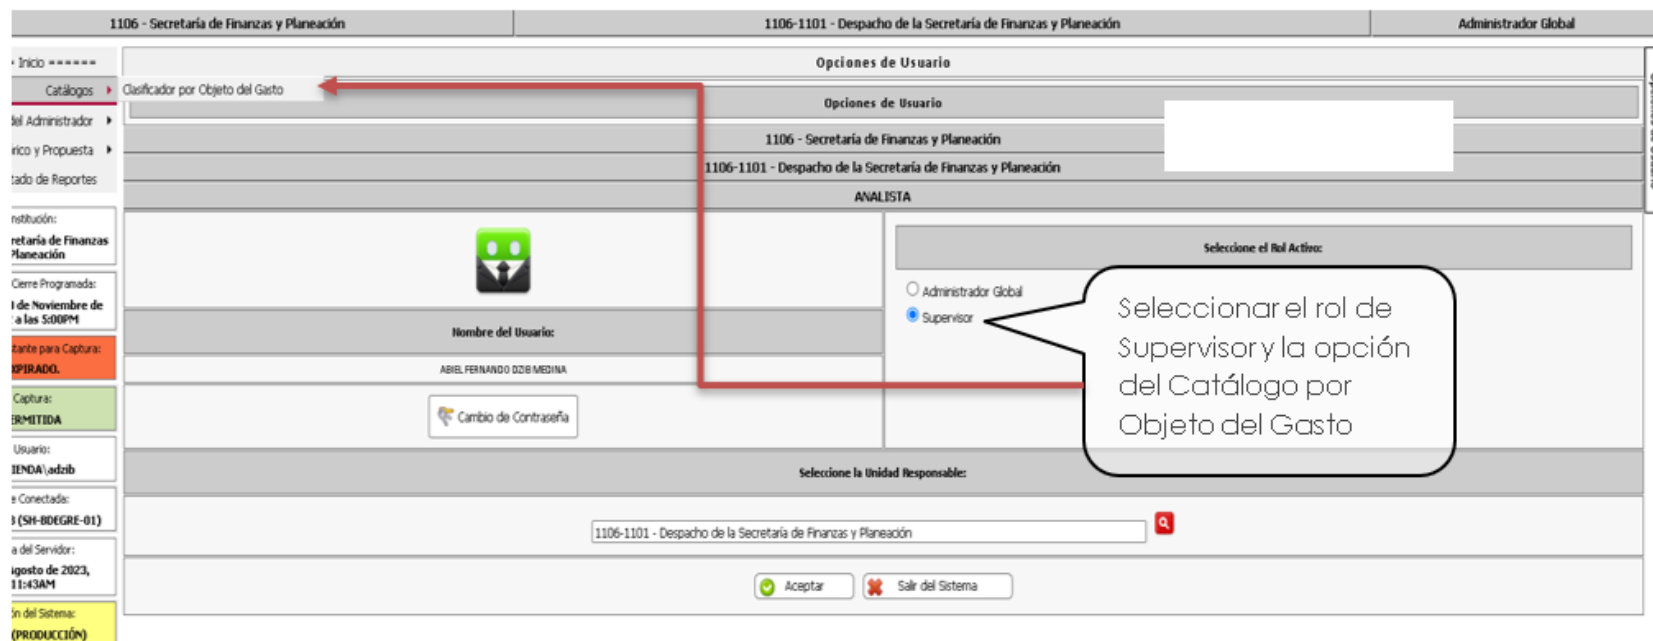 1106 - Secretaría de Finanzas y Planeación
1106-1101 - Despacho de la Secretaría de Finanzas y Planeación
Administrador Global
Inicio ======
Catálogos
Clasificador por Objeto del Gasto
del Administrador
rico y Propuesta
tado de Reportes
nstitución:
retaría de Finanzas
Planeación
Cierre Programada:
de Noviembre de
a las 5:00PM
tante para Captura:
XPIRADO.
Captura:
ERMITIDA
Usuario:
IENDA\adzib
e Conectada:
(SH-BDEGRE-01)
a del Servidor:
Agosto de 2023,
11:43AM
ón del Sistema:
(PRODUCCIÓN)
Opciones de Usuario
Opciones de Usuario
1106 - Secretaría de Finanzas y Planeación
1106-1101 - Despacho de la Secretaría de Finanzas y Planeación
ANALISTA
Nombre del Usuario:
ABIEL FERNANDO DZIB MEDINA
Cambio de Contraseña
Seleccione el Rol Activo:
Administrador Global
Supervisor
Seleccionar el rol de
Supervisor y la opción
del Catálogo por
Objeto del Gasto
Seleccione la Unidad Responsable:
1106-1101 - Despacho de la Secretaría de Finanzas y Planeación
Aceptar
Salir del Sistema